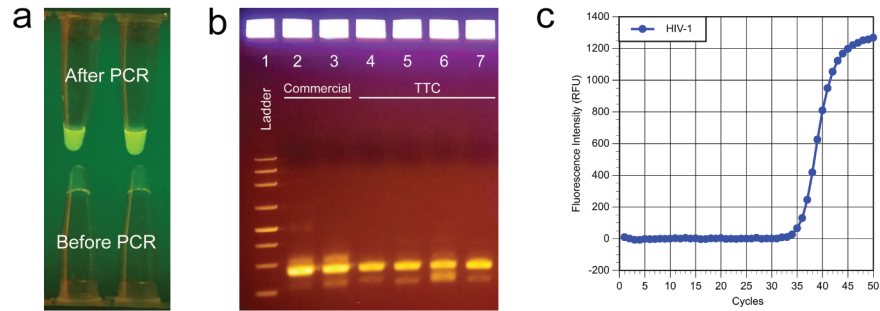 a
After PCR
Before PCR
b
1 2 3 4 5 6 7
Commercial TTC
Ladder
c
HIV-1
Fluorescence Intensity (RFU)
1400
1200
1000
800
600
400
200
0
-200
0 5 10 15 20 25 30 35 40 45 50
Cycles